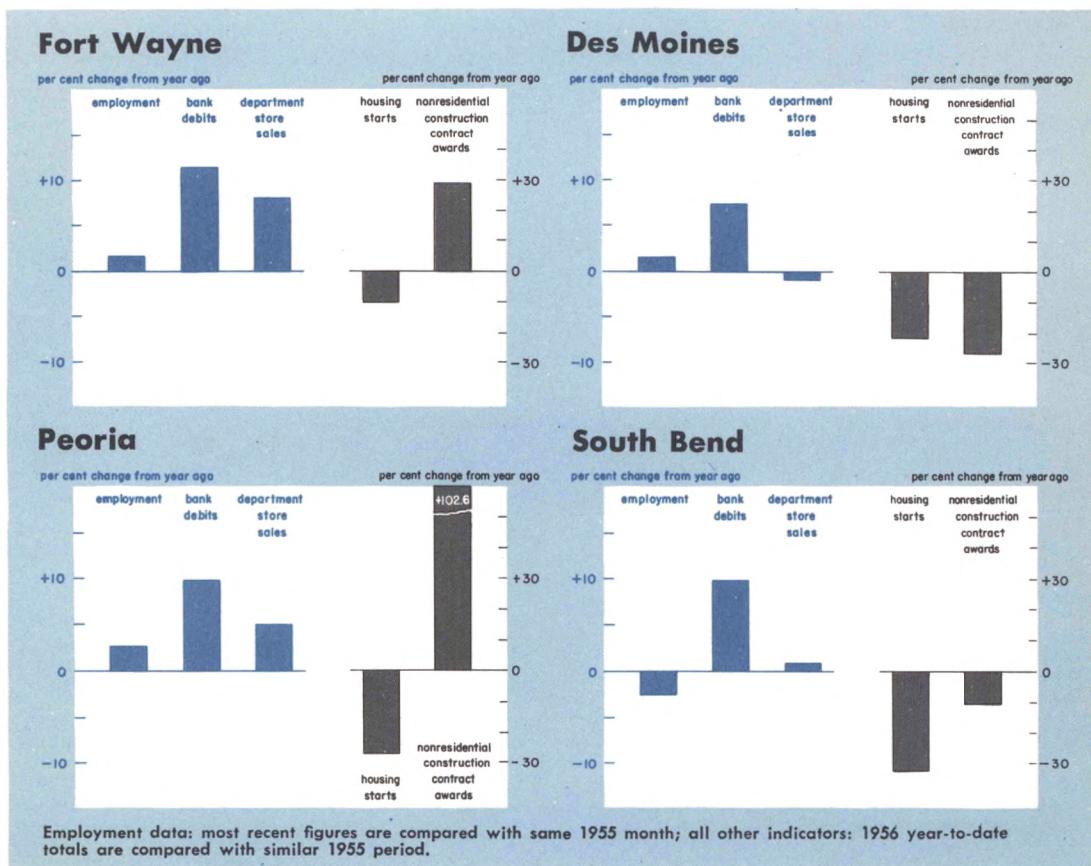 Fort Wayne
per cent change from year ago
per cent change from year ago
employment
bank
debits
department
store
sales
housing
starts
nonresidential
construction
contract
awards
+10
0
−10
+30
0
−30
Des Moines
per cent change from year ago
per cent change from year ago
employment
bank
debits
department
store
sales
housing
starts
nonresidential
construction
contract
awards
+10
0
−10
+30
0
−30
Peoria
per cent change from year ago
per cent change from year ago
employment
bank
debits
department
store
sales
+102.6
+10
0
−10
+30
0
−30
housing
starts
nonresidential
construction
contract
awards
South Bend
per cent change from year ago
per cent change from year ago
employment
bank
debits
department
store
sales
housing
starts
nonresidential
construction
contract
awards
+10
0
−10
+30
0
−30
Employment data: most recent figures are compared with same 1955 month; all other indicators: 1956 year-to-date
totals are compared with similar 1955 period.